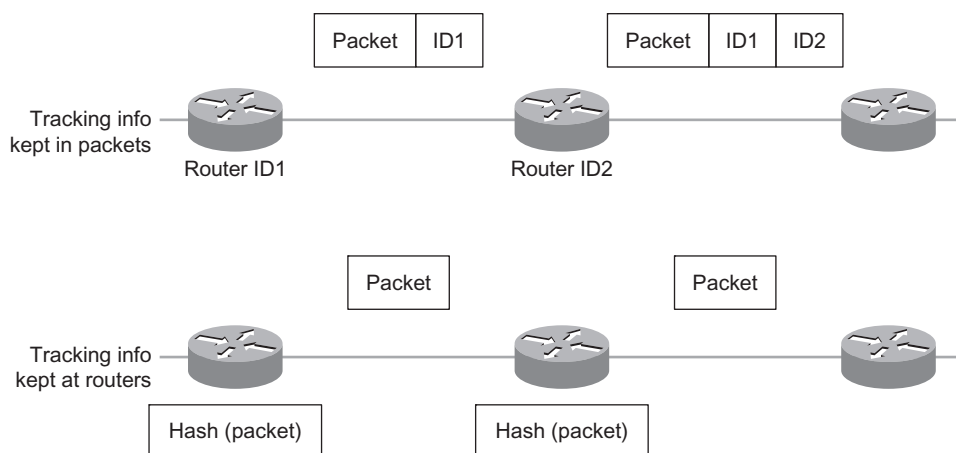 Packet ID1
Packet ID1 ID2
Tracking info
kept in packets
Router ID1
Router ID2
Packet
Packet
Tracking info
kept at routers
Hash (packet)
Hash (packet)